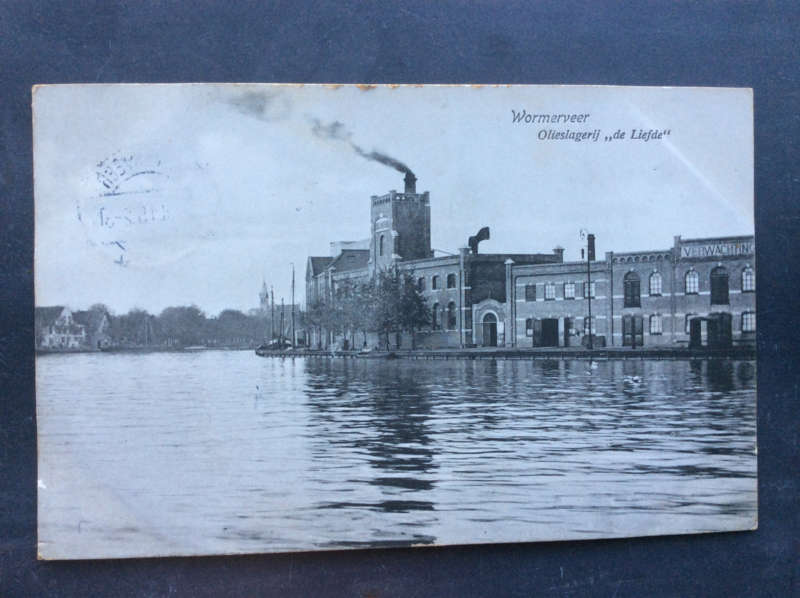 Wormerveer
Olieslagerij „de Liefde“
VERWACHTING